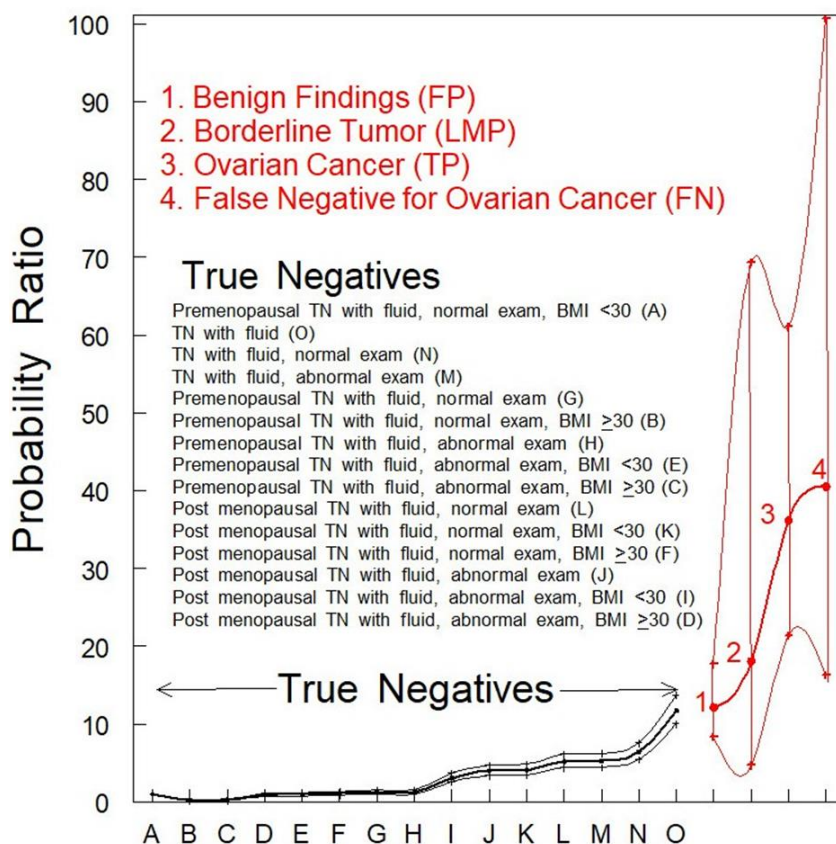 100
90
80
70
60
50
40
30
20
10
0
Probability Ratio
1. Benign Findings (FP)
2. Borderline Tumor (LMP)
3. Ovarian Cancer (TP)
4. False Negative for Ovarian Cancer (FN)
True Negatives
Premenopausal TN with fluid, normal exam, BMI <30 (A)
TN with fluid (O)
TN with fluid, normal exam (N)
TN with fluid, abnormal exam (M)
Premenopausal TN with fluid, normal exam (G)
Premenopausal TN with fluid, normal exam, BMI ≥30 (B)
Premenopausal TN with fluid, abnormal exam (H)
Premenopausal TN with fluid, abnormal exam, BMI <30 (E)
Premenopausal TN with fluid, abnormal exam, BMI ≥30 (C)
Post menopausal TN with fluid, normal exam (L)
Post menopausal TN with fluid, normal exam, BMI <30 (K)
Post menopausal TN with fluid, normal exam, BMI ≥30 (F)
Post menopausal TN with fluid, abnormal exam (J)
Post menopausal TN with fluid, abnormal exam, BMI <30 (I)
Post menopausal TN with fluid, abnormal exam, BMI ≥30 (D)
True Negatives
1
2
3
4
A B C D E F G H I J K L M N O